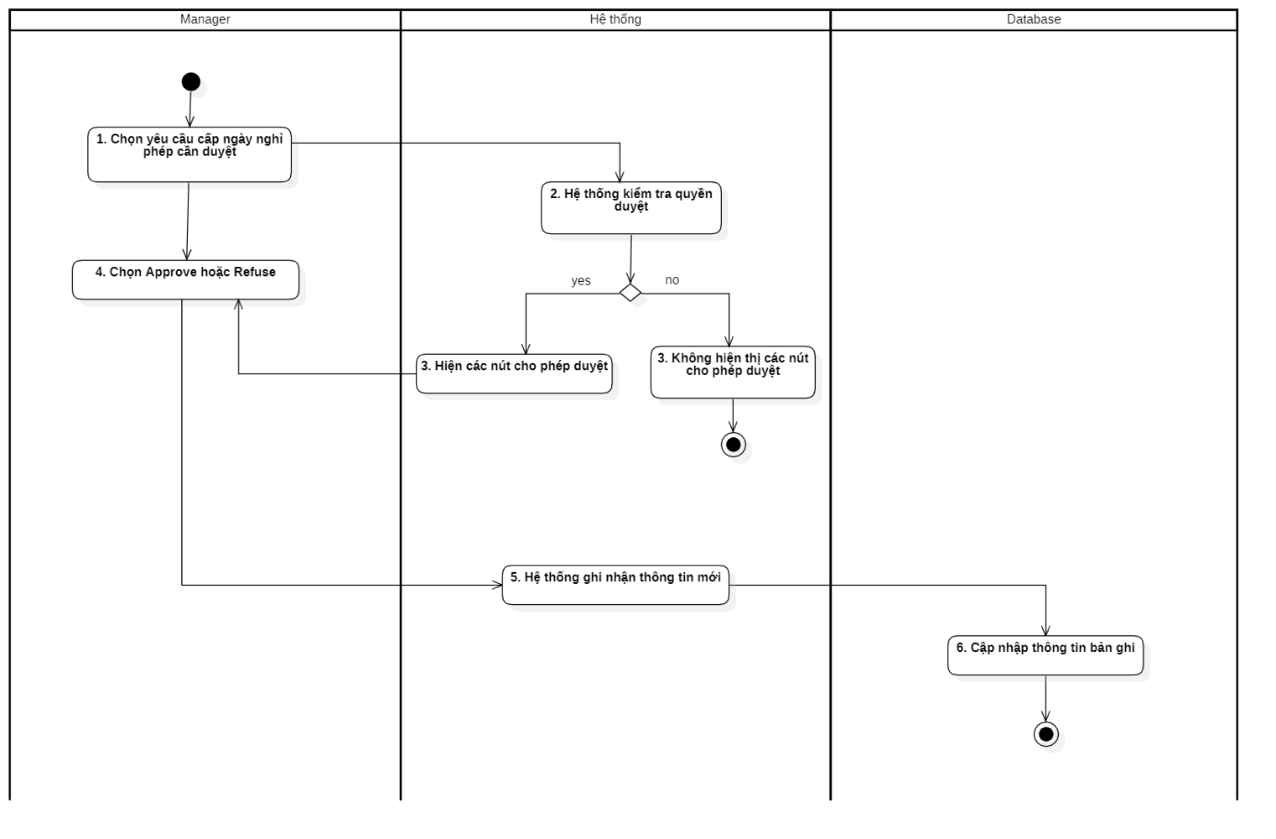 Manager
Hệ thống
Database
1. Chọn yêu cầu cấp ngày nghỉ
phép cần duyệt
2. Hệ thống kiểm tra quyền
duyệt
4. Chọn Approve hoặc Refuse
yes
no
3. Hiện các nút cho phép duyệt
3. Không hiện thị các nút
cho phép duyệt
5. Hệ thống ghi nhận thông tin mới
6. Cập nhập thông tin bản ghi